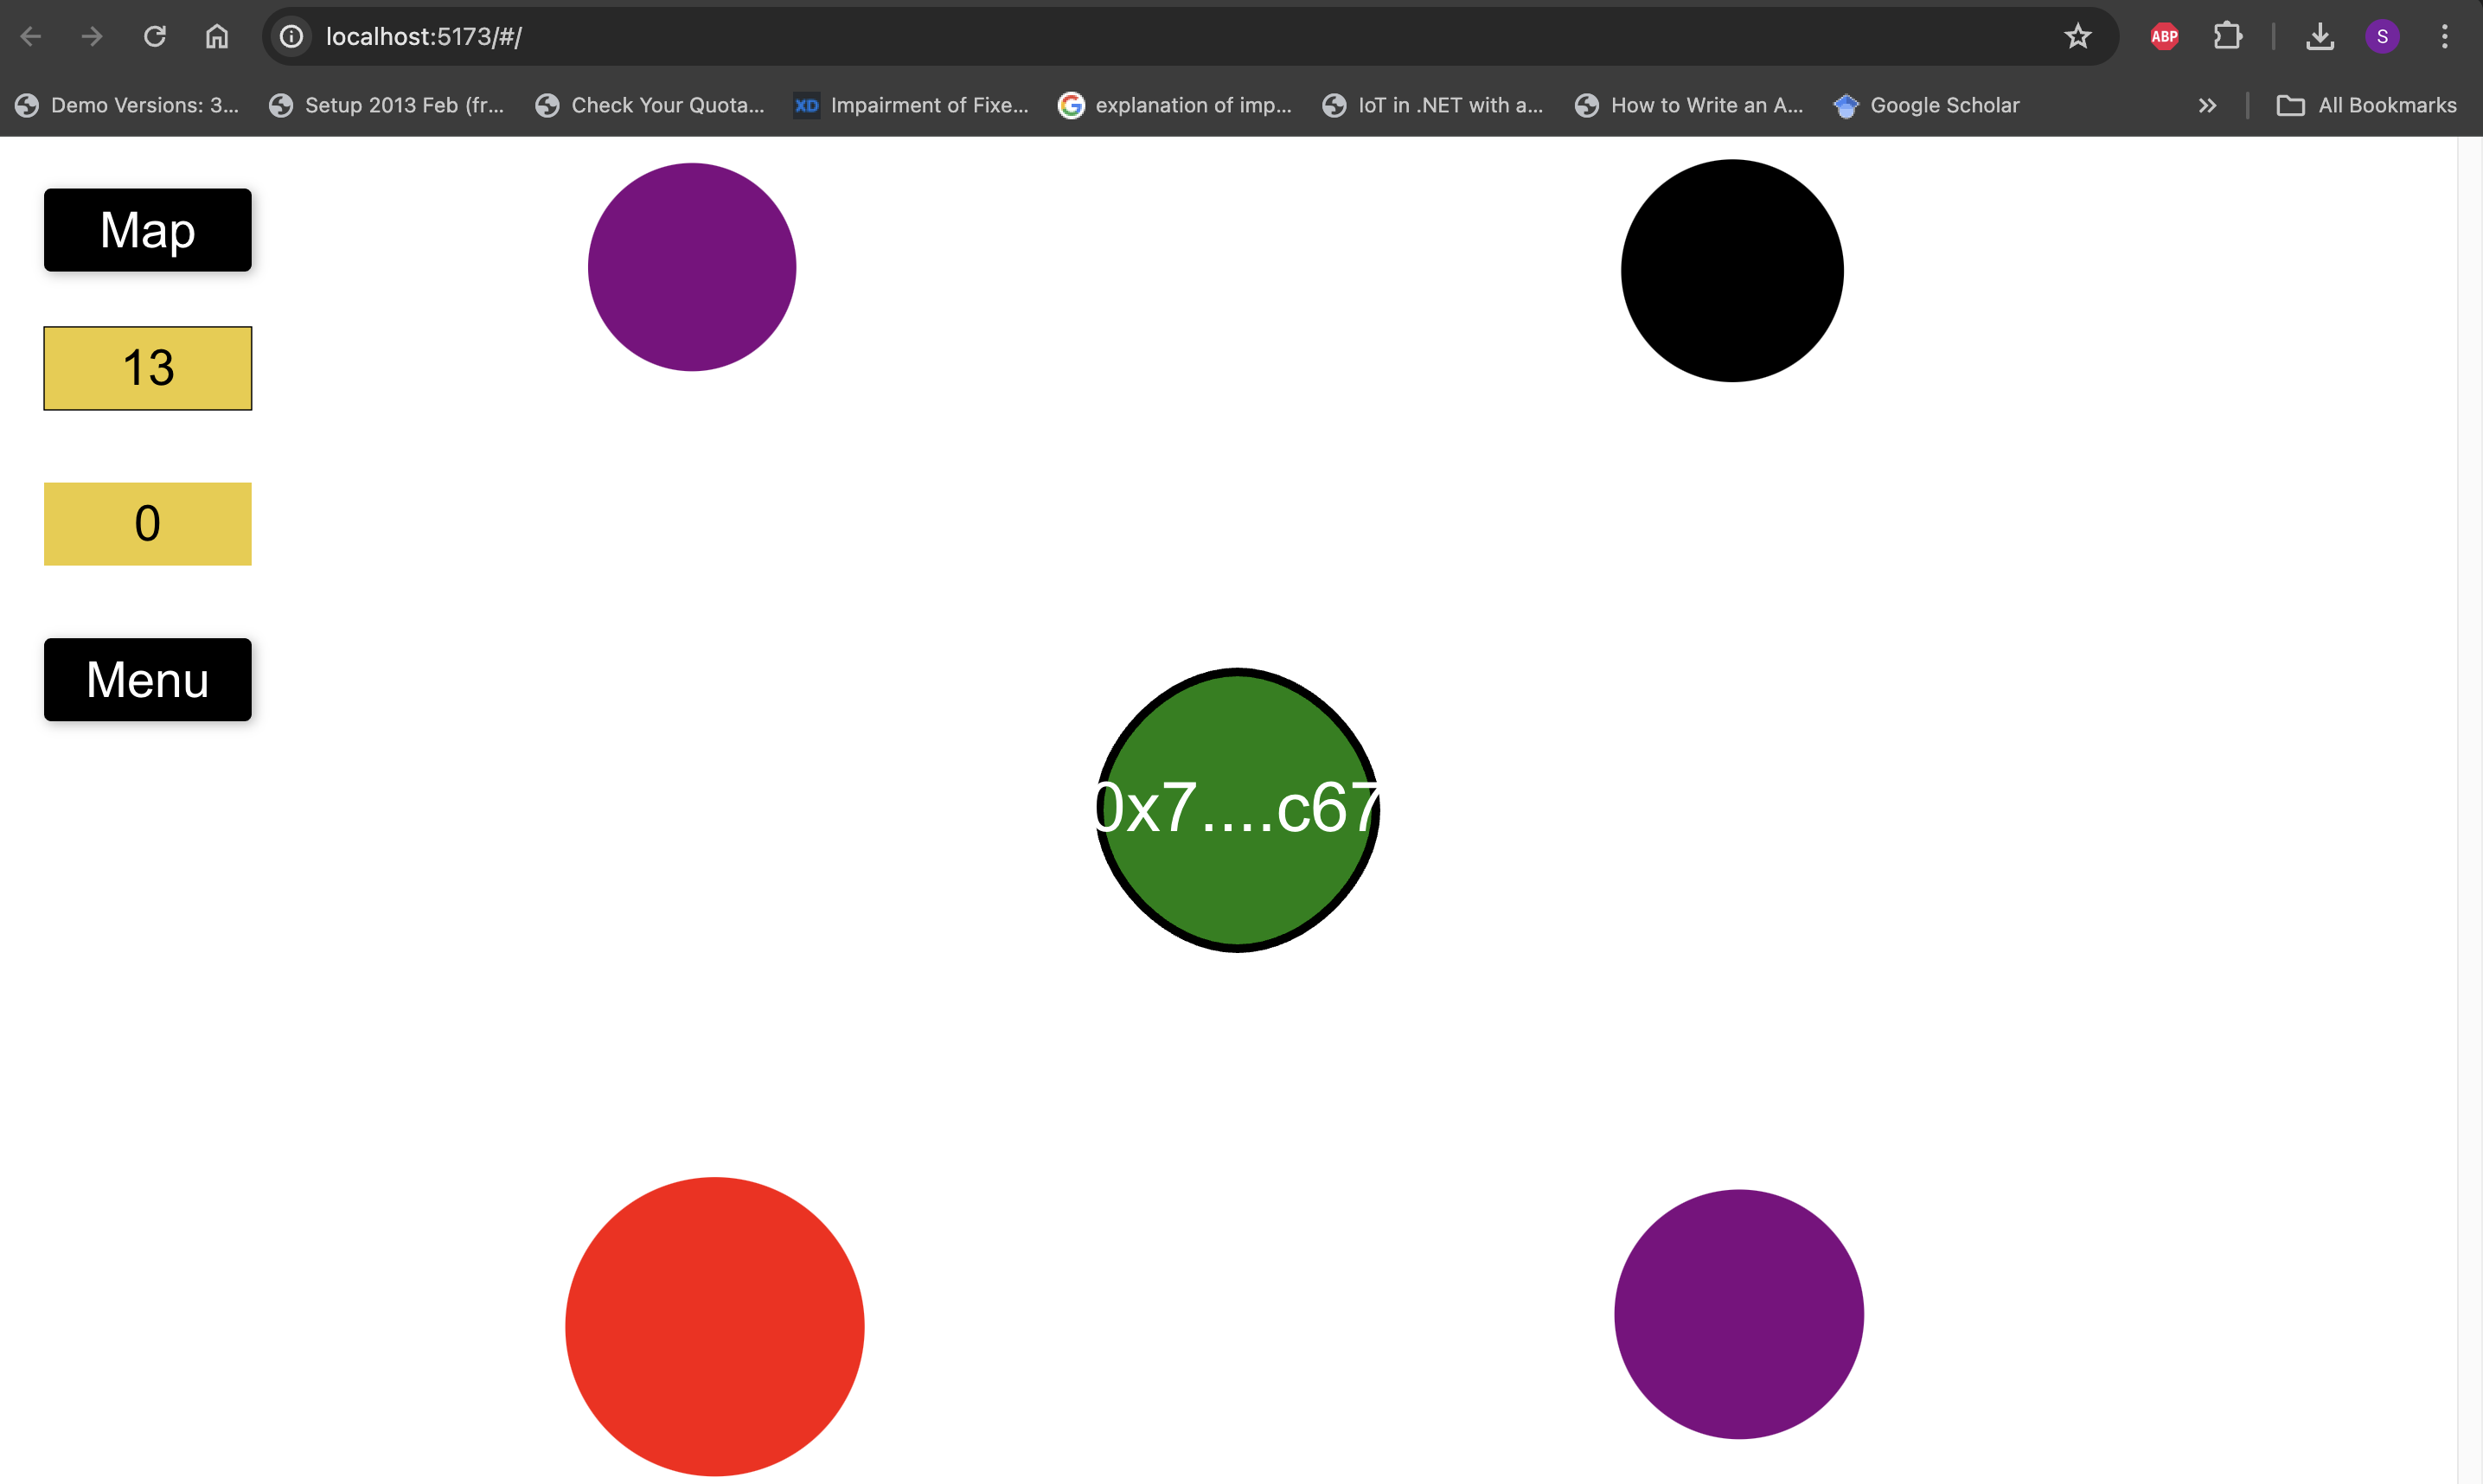 localhost:5173/#/
ABP
S
Demo Versions: 3...
Setup 2013 Feb (fr...
Check Your Quota...
XD
Impairment of Fixe...
G
explanation of imp...
IoT in .NET with a...
How to Write an A...
Google Scholar
All Bookmarks
Map
13
0
Menu
0x7....c67